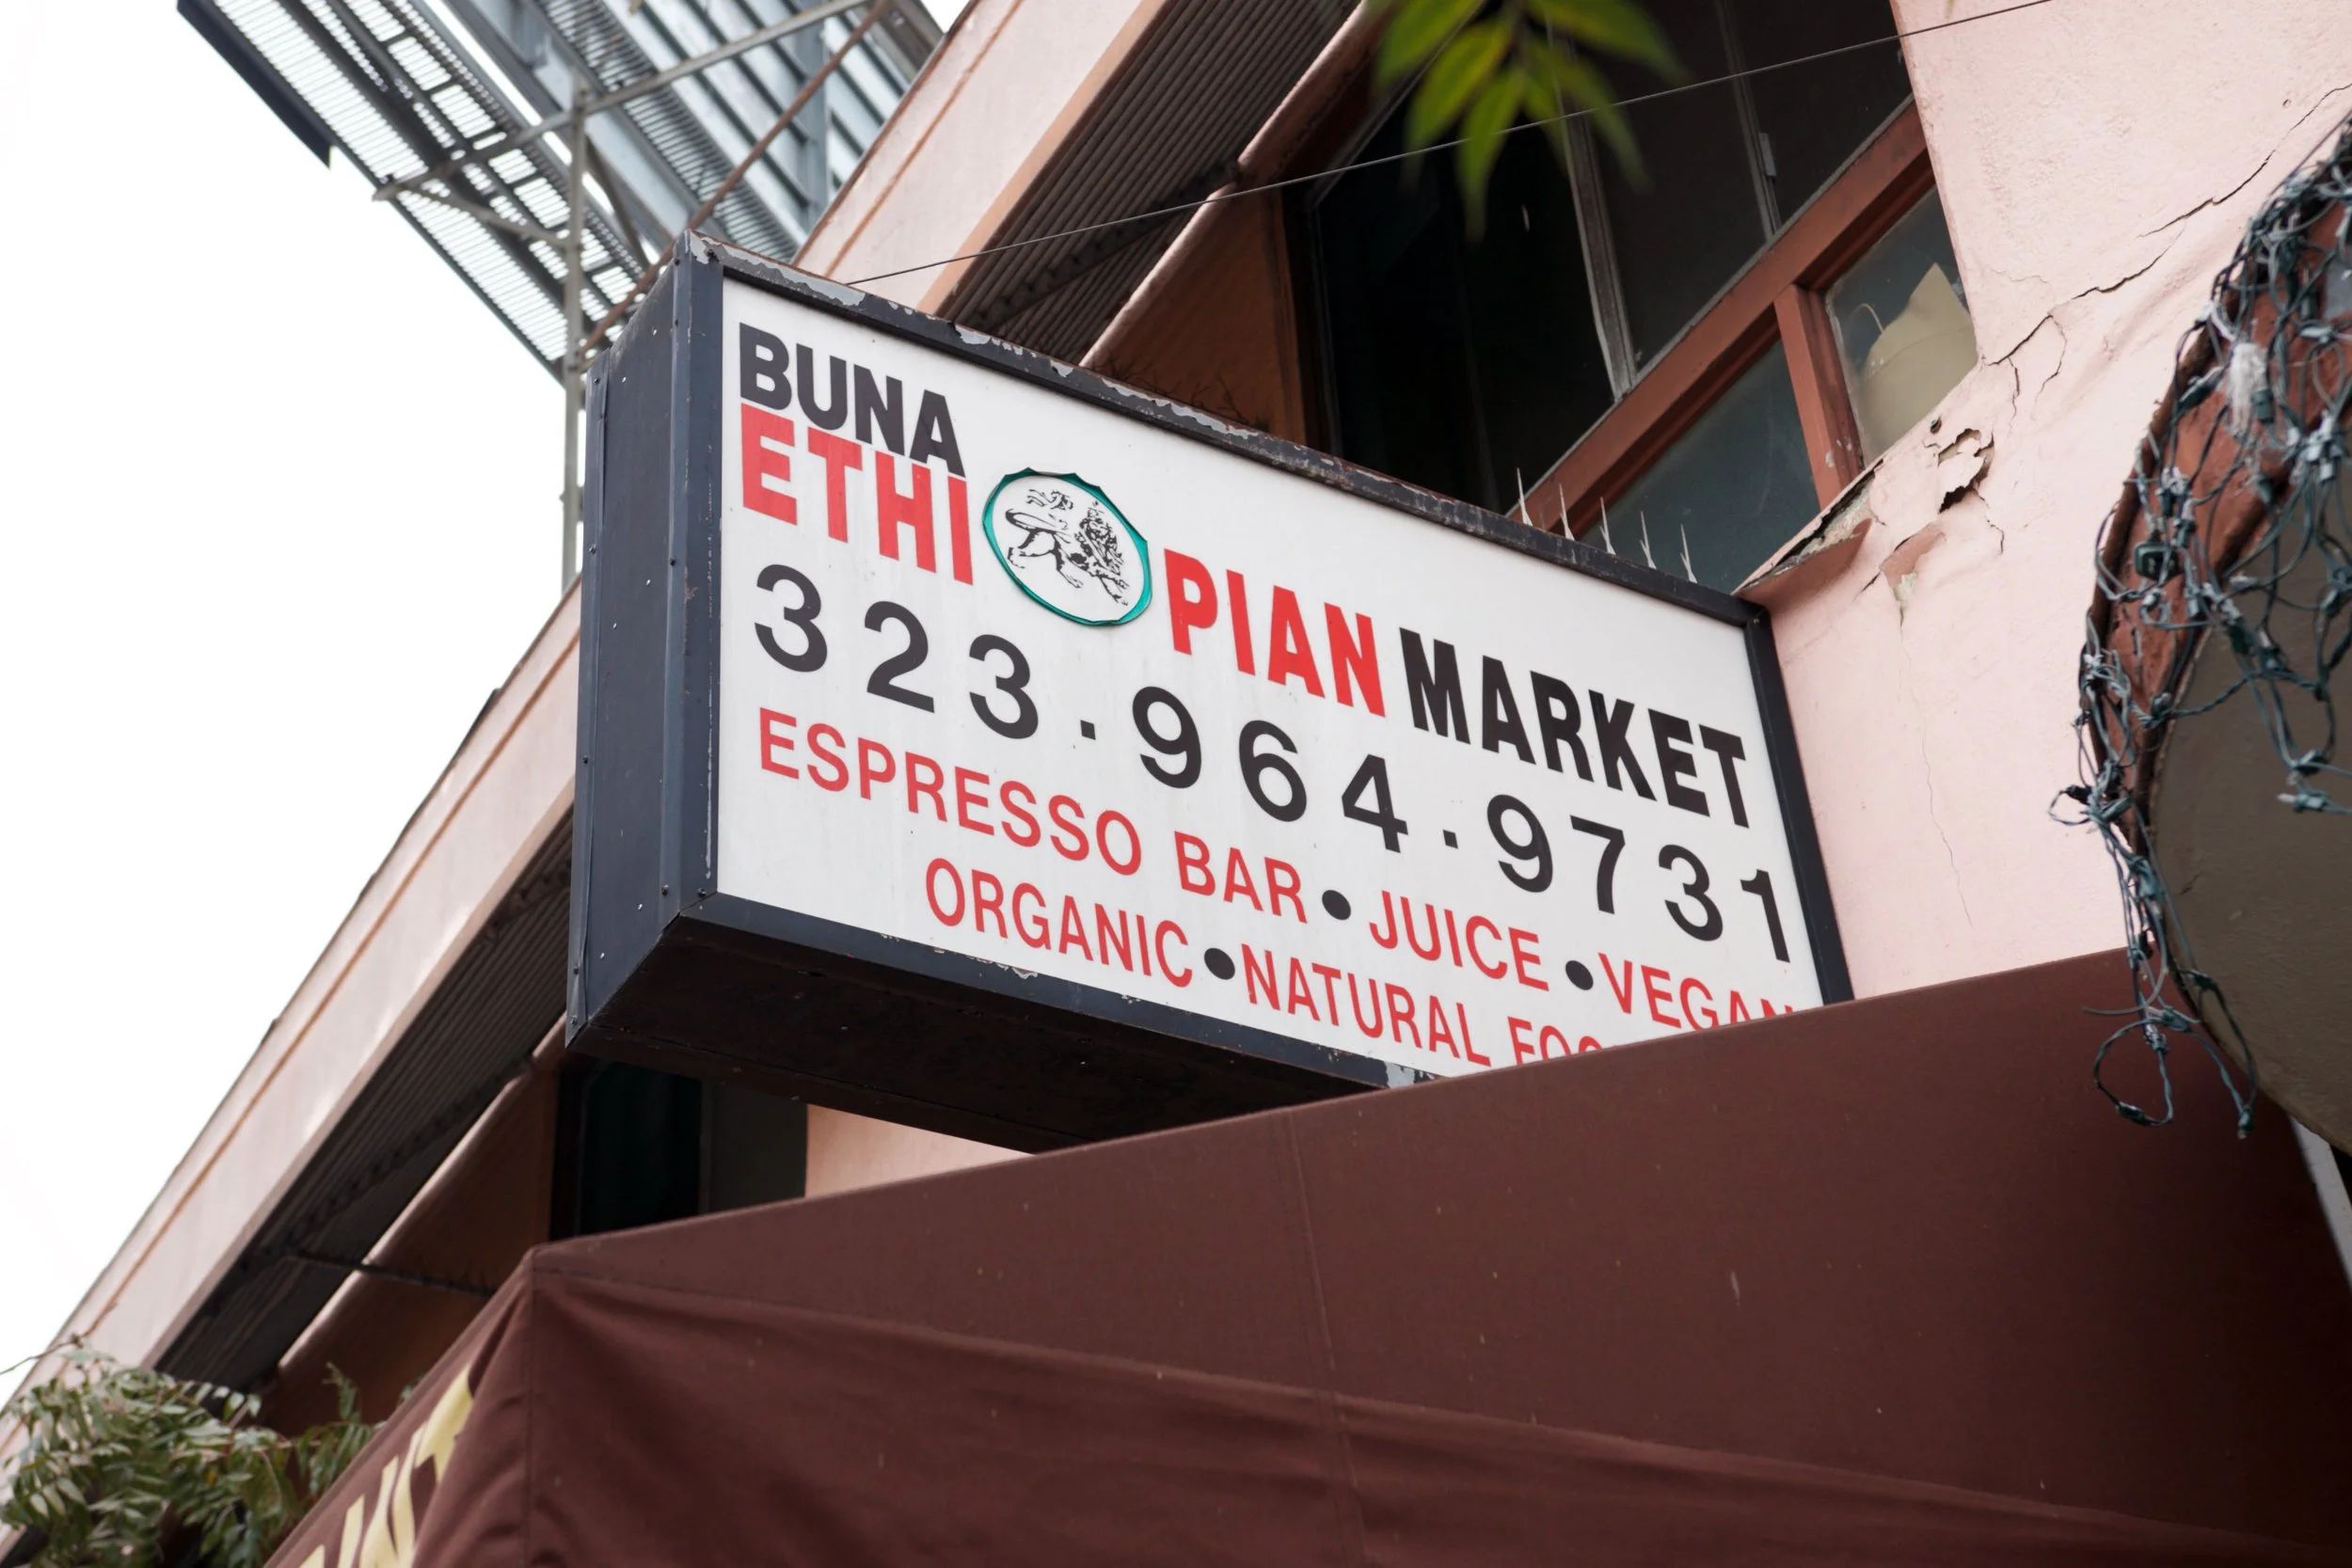 BUNA
ETHI PIAN MARKET
323·964·9731
ESPRESSO BAR•JUICE•VEGAN
ORGANIC•NATURAL